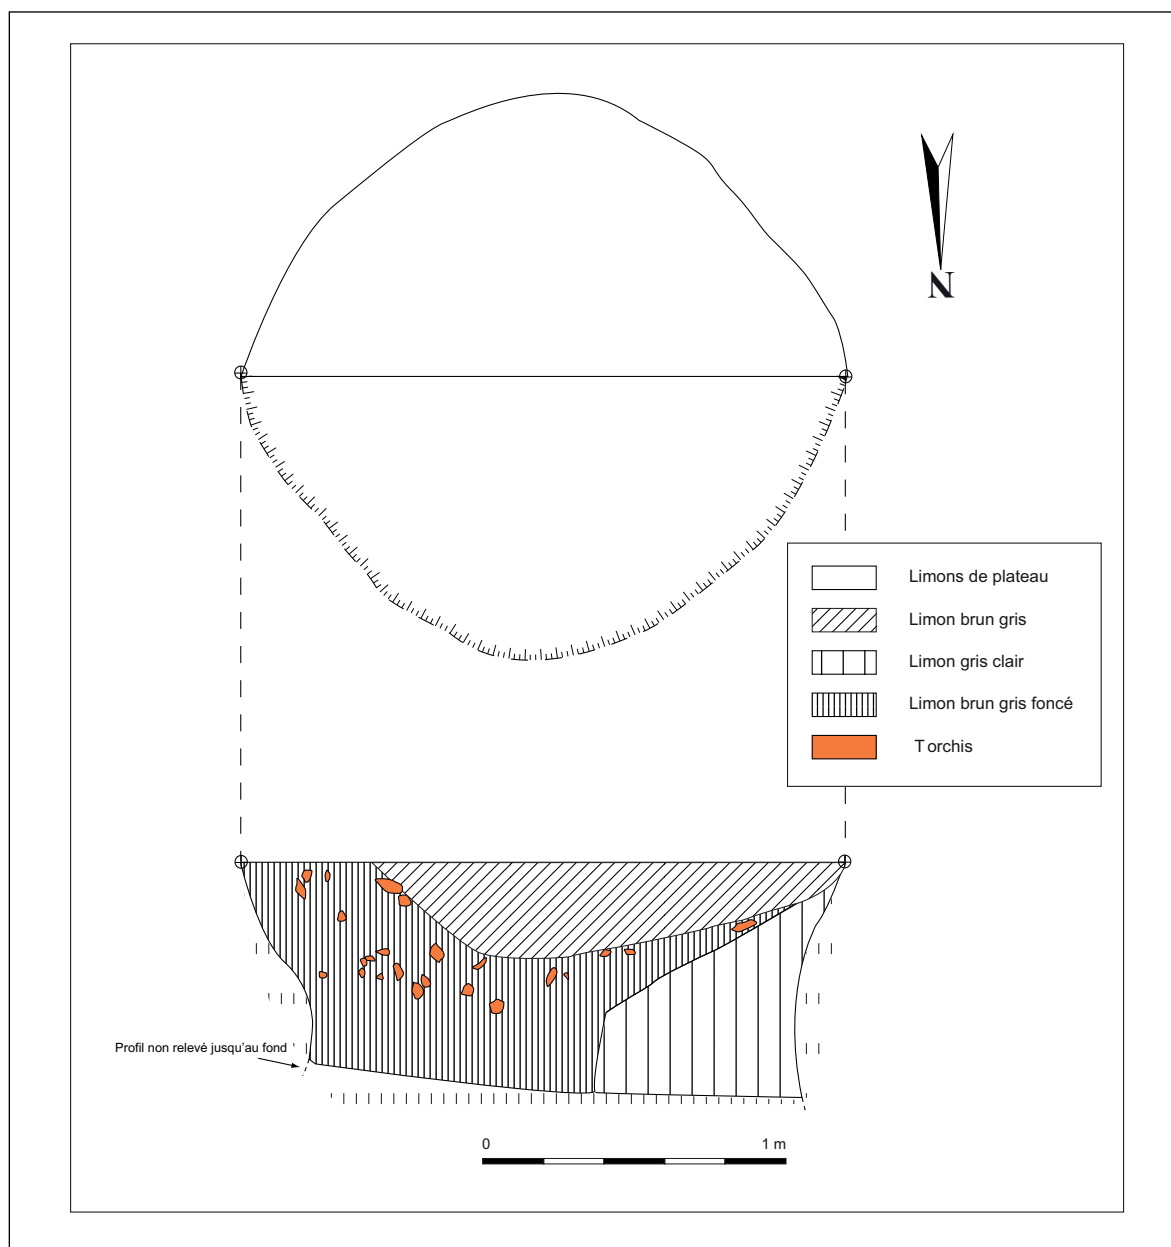 N
Limons de plateau
Limon brun gris
Limon gris clair
Limon brun gris foncé
Torchis
Profil non relevé jusqu'au fond
0 1 m